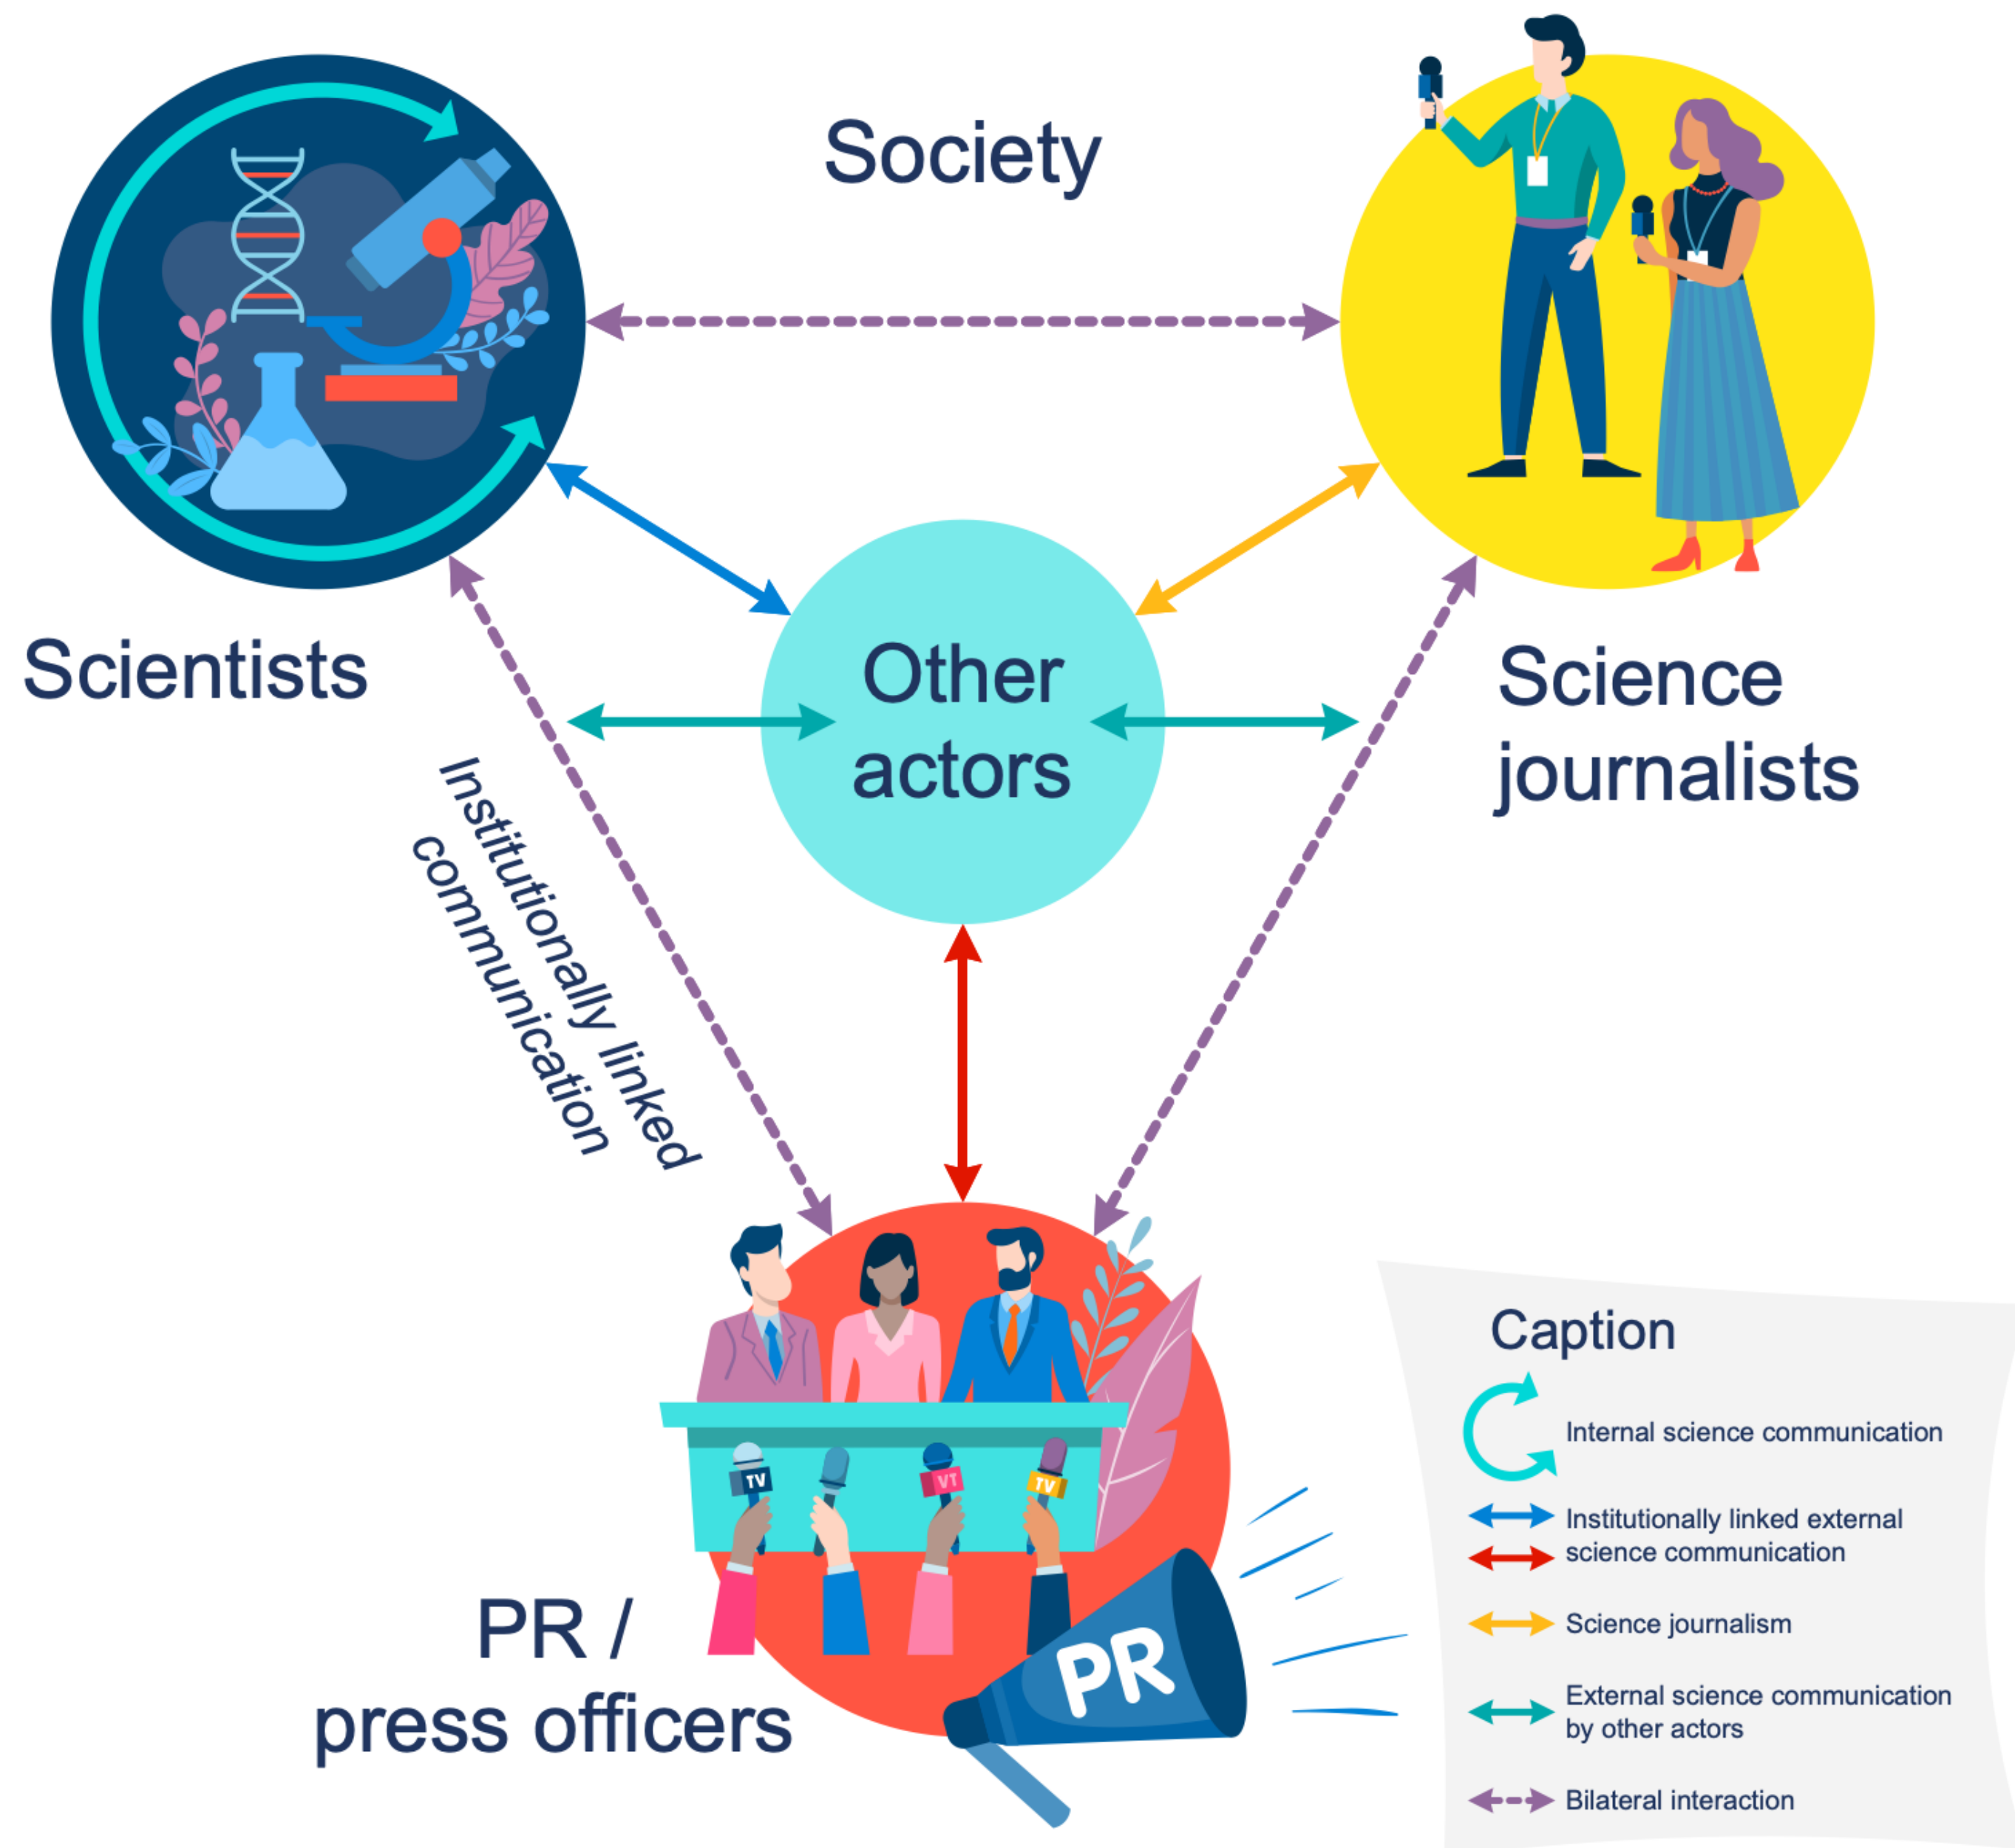 Society
Scientists
Science
journalists
Other
actors
Institutionally linked
communication
TV
VT
TV
PR
PR /
press officers
Caption
Internal science communication
Institutionally linked external
science communication
Science journalism
External science communication
by other actors
Bilateral interaction